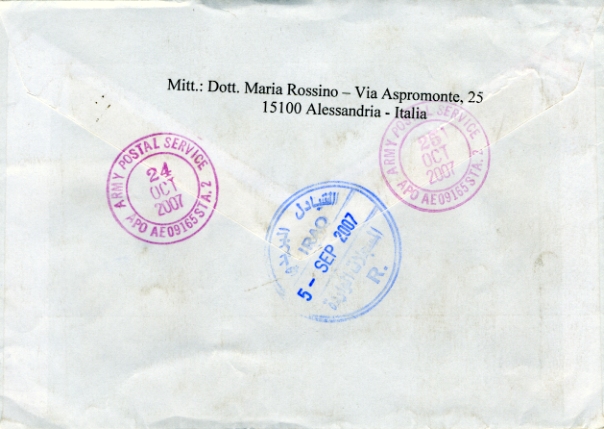 Mitt.: Dott. Maria Rossino – Via Aspromonte, 25
15100 Alessandria - Italia
ARMY POSTAL SERVICE
24
OCT
2007
APO AE09165 STA. 2
ARMY POSTAL SERVICE
OCT
2007
APO AE09165 STA. 2
التبادل
IRAQ
5 - SEP 2007
R.